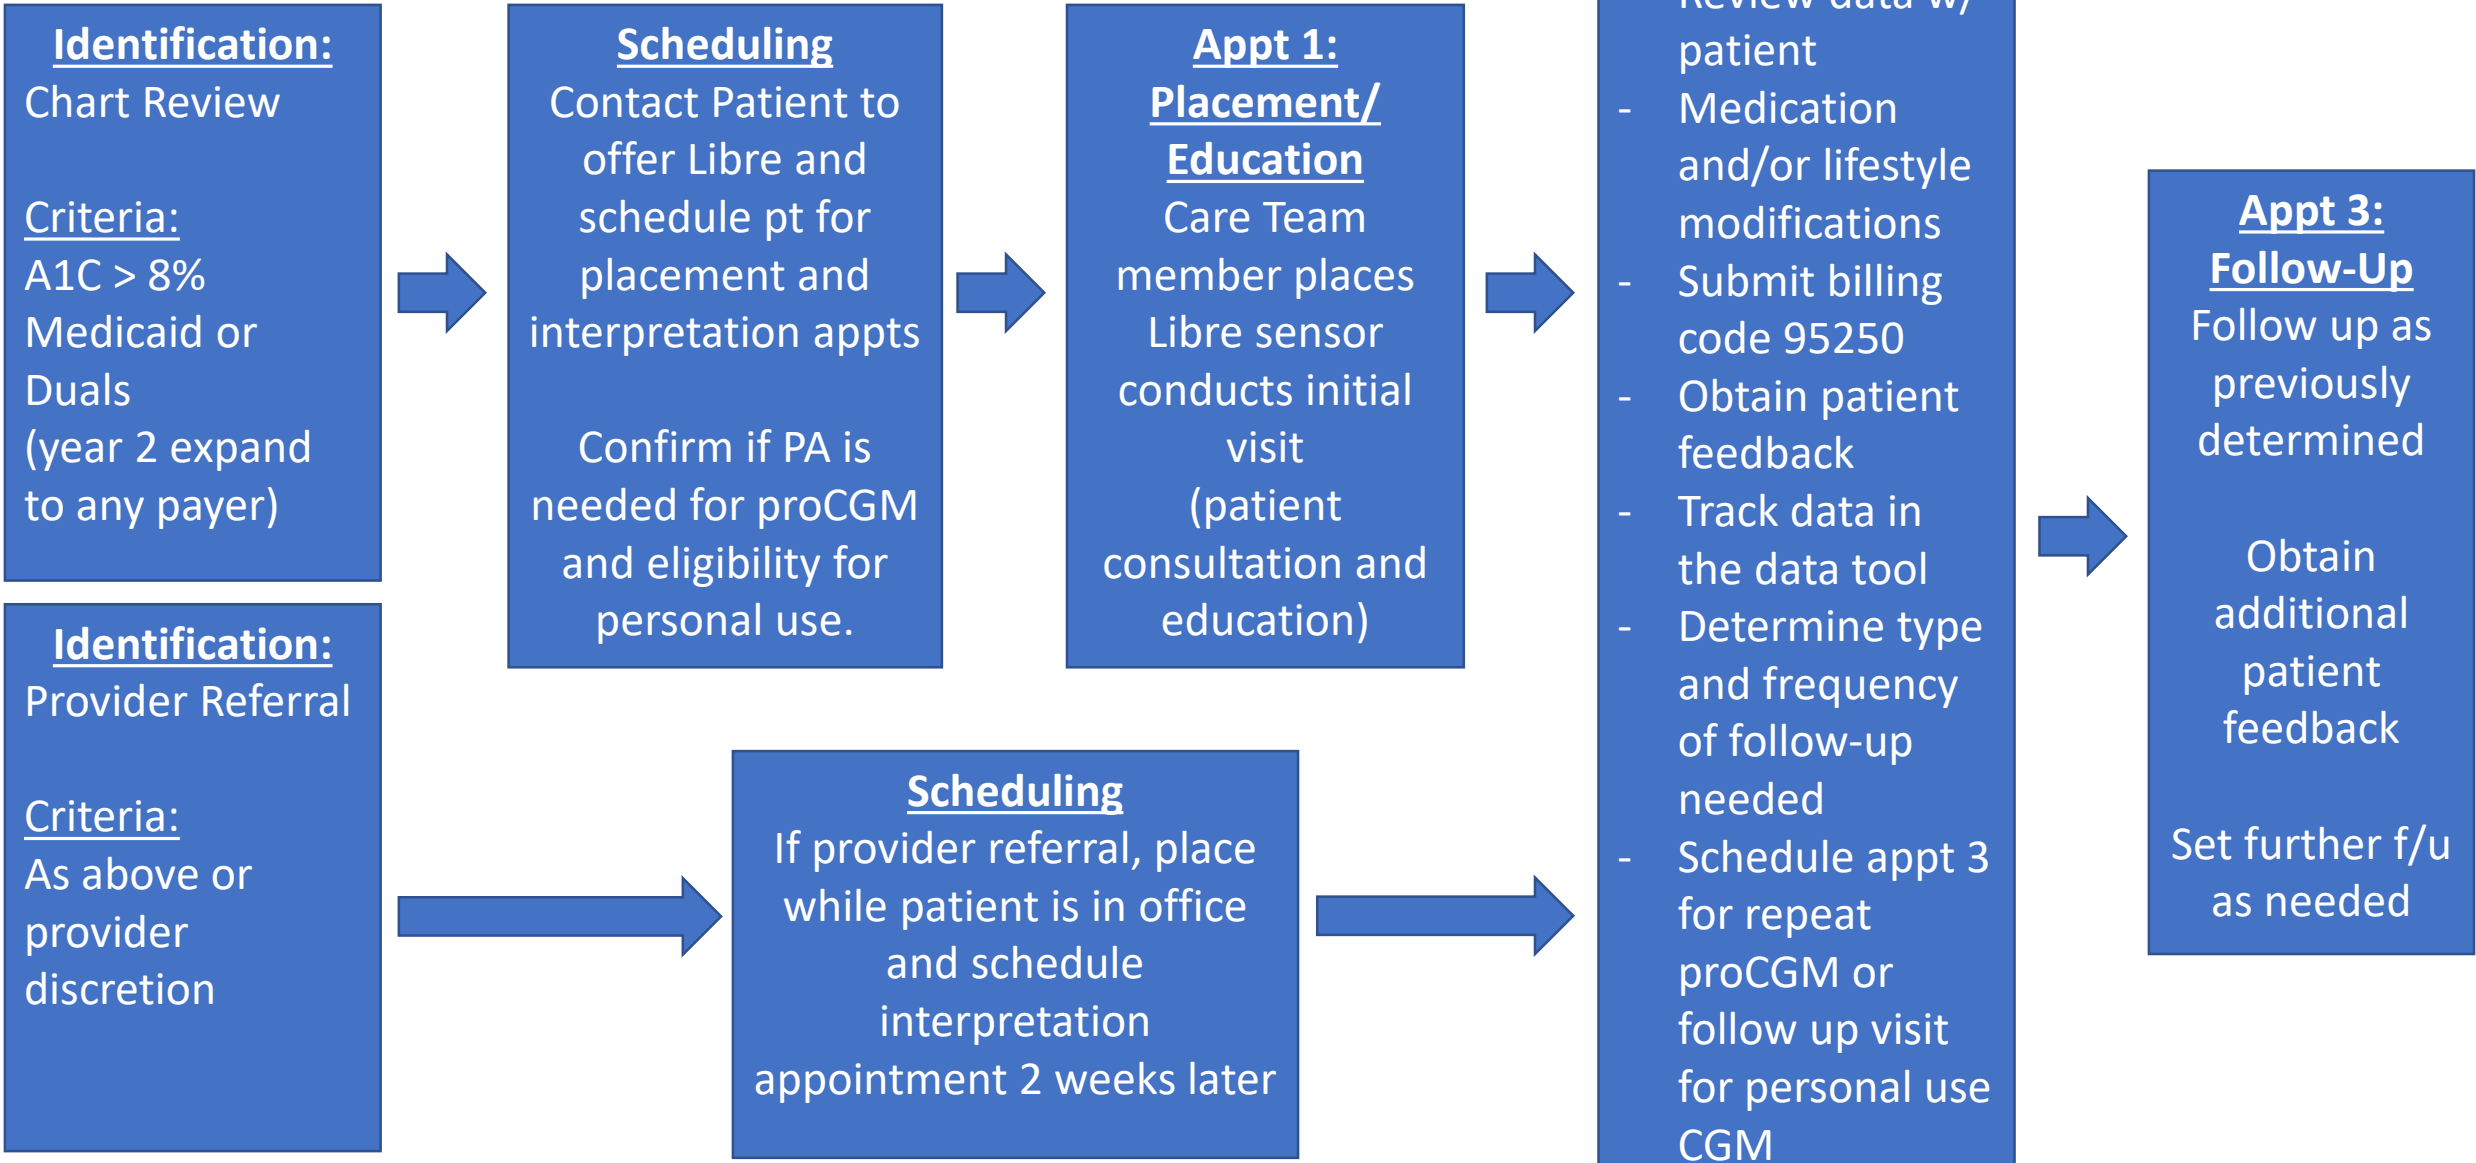 Identification:
Chart Review
Criteria:
A1C > 8%
Medicaid or
Duals
(year 2 expand
to any payer)
Identification:
Provider Referral
Criteria:
As above or
provider
discretion
Scheduling
Contact Patient to
offer Libre and
schedule pt for
placement and
interpretation appts
Confirm if PA is
needed for proCGM
and eligibility for
personal use.
Appt 1:
Placement/
Education
Care Team
member places
Libre sensor
conducts initial
visit
(patient
consultation and
education)
Scheduling
If provider referral, place
while patient is in office
and schedule
interpretation
appointment 2 weeks later
Review data w/
patient
- Medication
and/or lifestyle
modifications
- Submit billing
code 95250
- Obtain patient
feedback
- Track data in
the data tool
- Determine type
and frequency
of follow-up
needed
- Schedule appt 3
for repeat
proCGM or
follow up visit
for personal use
CGM
Appt 3:
Follow-Up
Follow up as
previously
determined
Obtain
additional
patient
feedback
Set further f/u
as needed